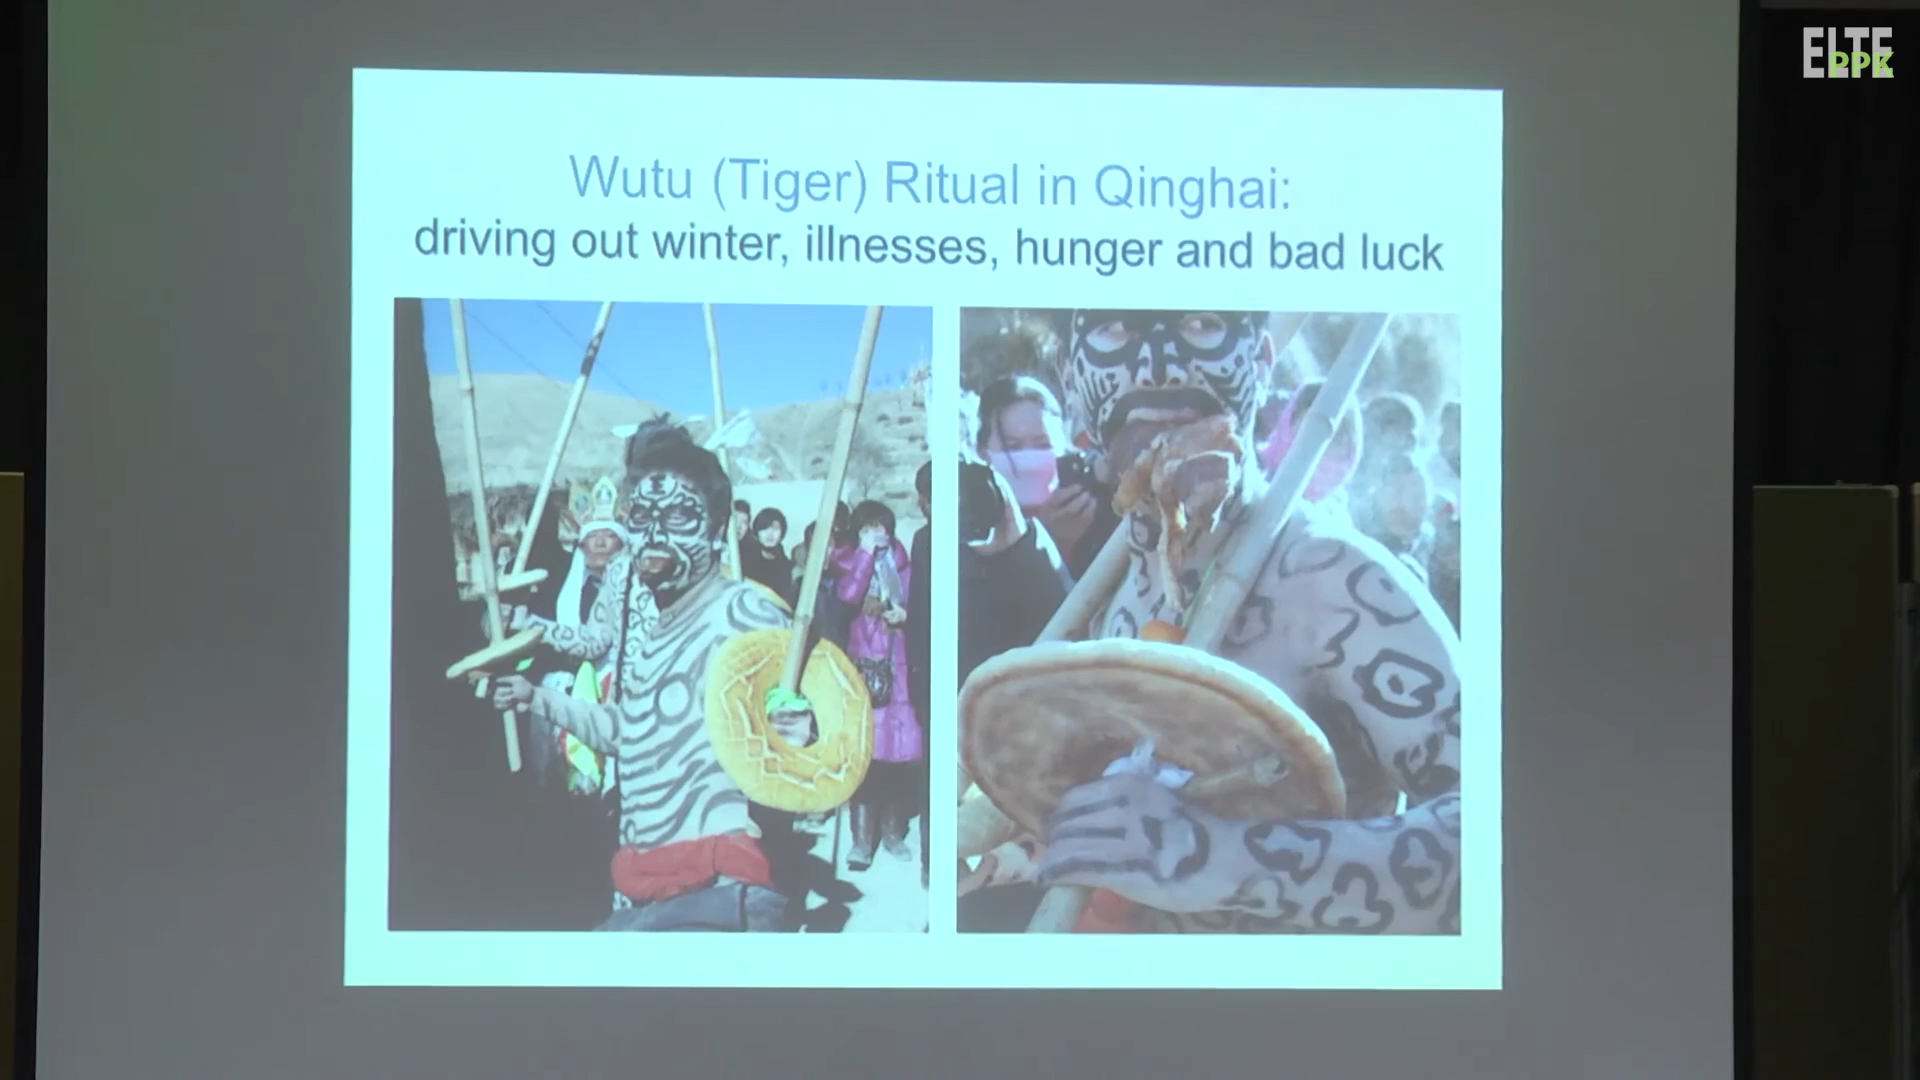 ELTE
PPK
Wutu (Tiger) Ritual in Qinghai:
driving out winter, illnesses, hunger and bad luck